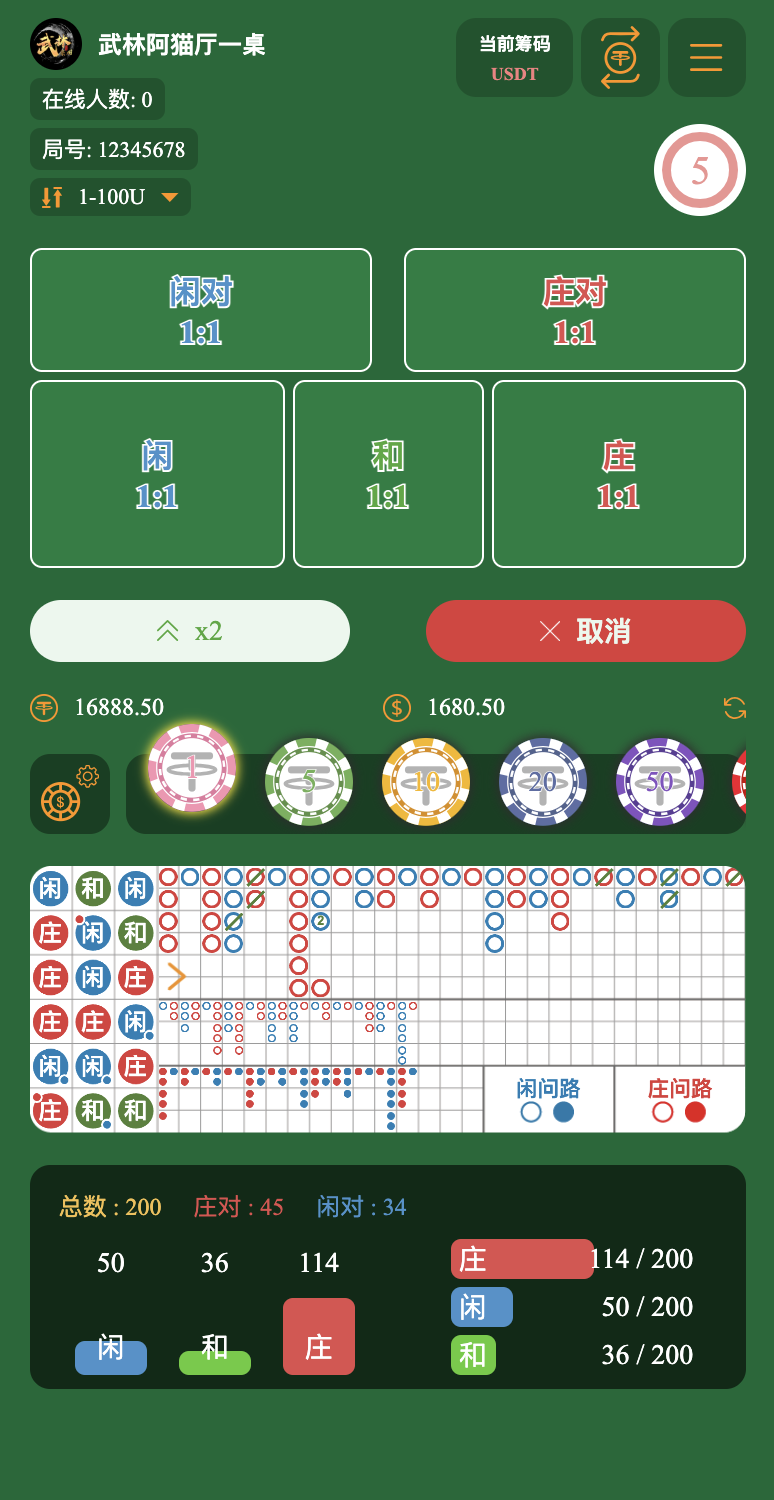 武林
武林阿猫厅一桌
当前筹码
USDT
在线人数: 0
局号: 12345678
1-100U
5
闲对
1:1
庄对
1:1
闲
1:1
和
1:1
庄
1:1
x2
取消
16888.50
$
1680.50
$
1
5
10
20
50
闲 和 闲
庄 闲 和
2
庄 闲 庄
庄 庄 闲
闲 闲 庄
庄 和 和
闲问路
庄问路
总数 : 200
庄对 : 45
闲对 : 34
50
36
114
闲
和
庄
庄
114 / 200
闲
50 / 200
和
36 / 200